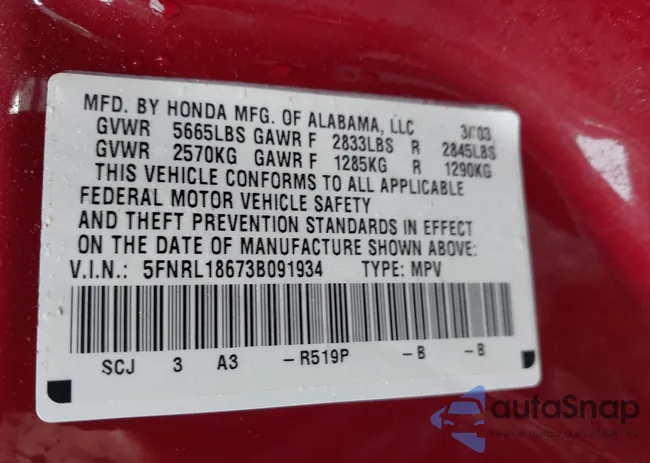 MFD. BY HONDA MFG. OF ALABAMA, LLC 3/03
GVWR 5665LBS GAWR F 2833LBS R 2845LBS
GVWR 2570KG GAWR F 1285KG R 1290KG
THIS VEHICLE CONFORMS TO ALL APPLICABLE
FEDERAL MOTOR VEHICLE SAFETY
AND THEFT PREVENTION STANDARDS IN EFFECT
ON THE DATE OF MANUFACTURE SHOWN ABOVE:
V.I.N.: 5FNRL18673B091934 TYPE: MPV
SCJ 3 A3 -R519P -B -B
autoSnap